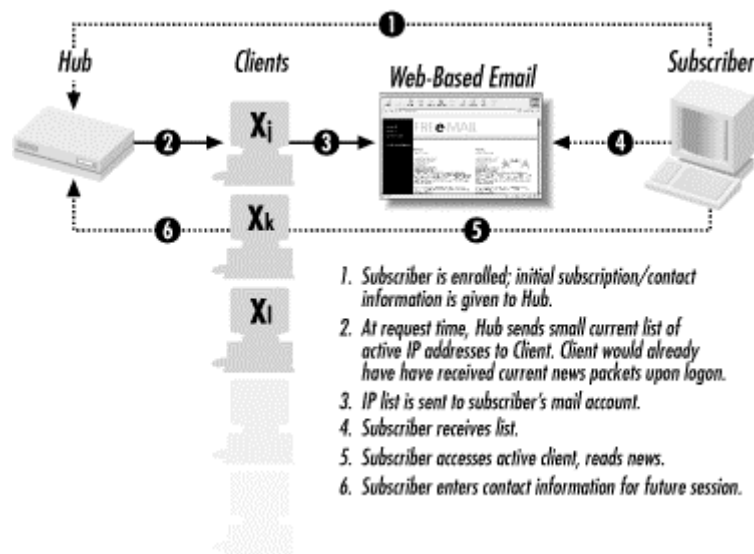 1
Hub
Clients
Subscriber
Web-Based Email
FREE e-MAIL
2
Xj
3
4
6
Xk
5
Xl
1. Subscriber is enrolled; initial subscription/contact
information is given to Hub.
2. At request time, Hub sends small current list of
active IP addresses to Client. Client would already
have have received current news packets upon logon.
3. IP list is sent to subscriber's mail account.
4. Subscriber receives list.
5. Subscriber accesses active client, reads news.
6. Subscriber enters contact information for future session.